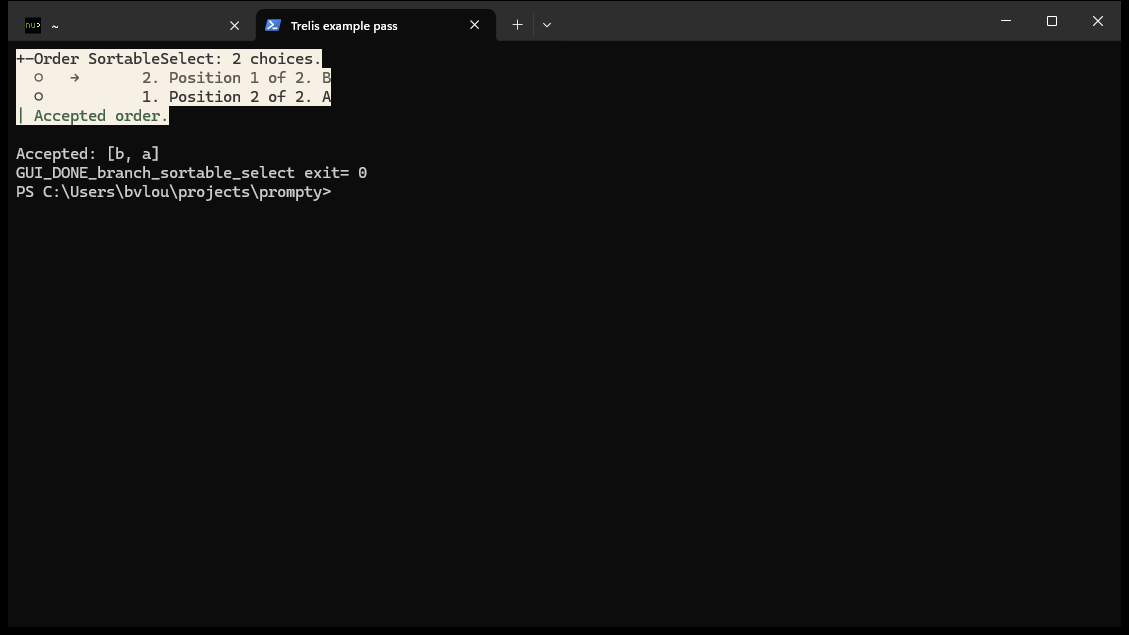 nu> ~
Trelis example pass
+─Order SortableSelect: 2 choices.
○ → 2. Position 1 of 2. B
○ 1. Position 2 of 2. A
| Accepted order.
Accepted: [b, a]
GUI_DONE_branch_sortable_select exit= 0
PS C:\Users\bvlou\projects\prompty>